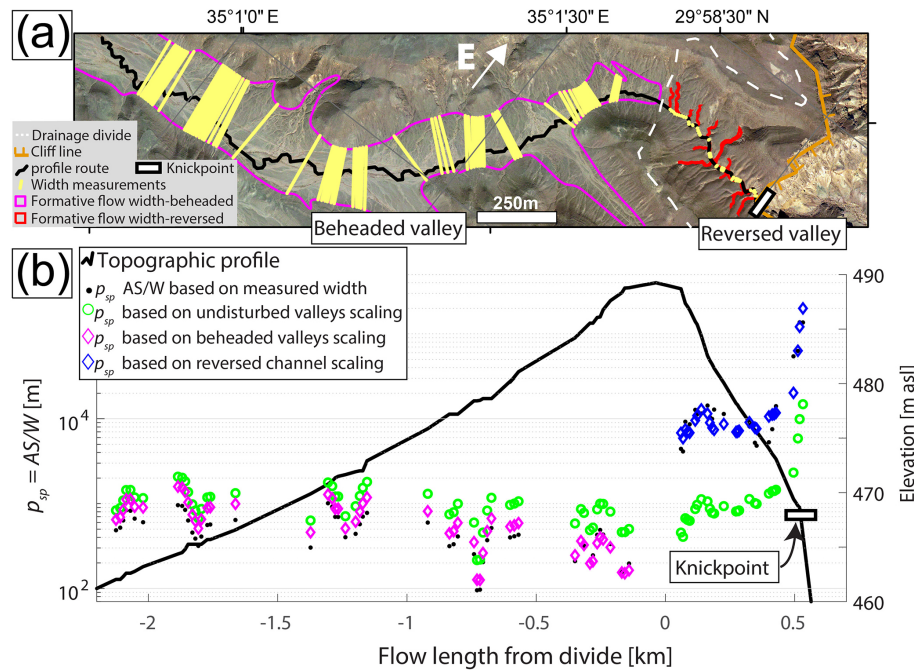 (a)
35°1'0" E
35°1'30" E
29°58'30" N
E
Drainage divide
Cliff line
profile route
Knickpoint
Width measurements
Formative flow width-beheaded
Formative flow width-reversed
250m
Beheaded valley
Reversed valley
(b)
Topographic profile
p_sp AS/W based on measured width
p_sp based on undisturbed valleys scaling
p_sp based on beheaded valleys scaling
p_sp based on reversed channel scaling
p_sp = AS/W [m]
10⁴
10²
490
480
470
460
Elevation [m asl]
Knickpoint
-2
-1.5
-1
-0.5
0
0.5
Flow length from divide [km]